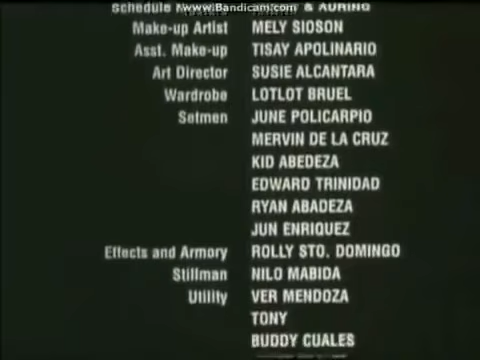 www.Bandicam.com
Schedule & AURING
Make-up Artist MELY SIOSON
Asst. Make-up TISAY APOLINARIO
Art Director SUSIE ALCANTARA
Wardrobe LOTLOT BRUEL
Setmen JUNE POLICARPIO
MERVIN DE LA CRUZ
KID ABEDEZA
EDWARD TRINIDAD
RYAN ABADEZA
JUN ENRIQUEZ
Effects and Armory ROLLY STO. DOMINGO
Stillman NILO MABIDA
Utility VER MENDOZA
TONY
BUDDY CUALES